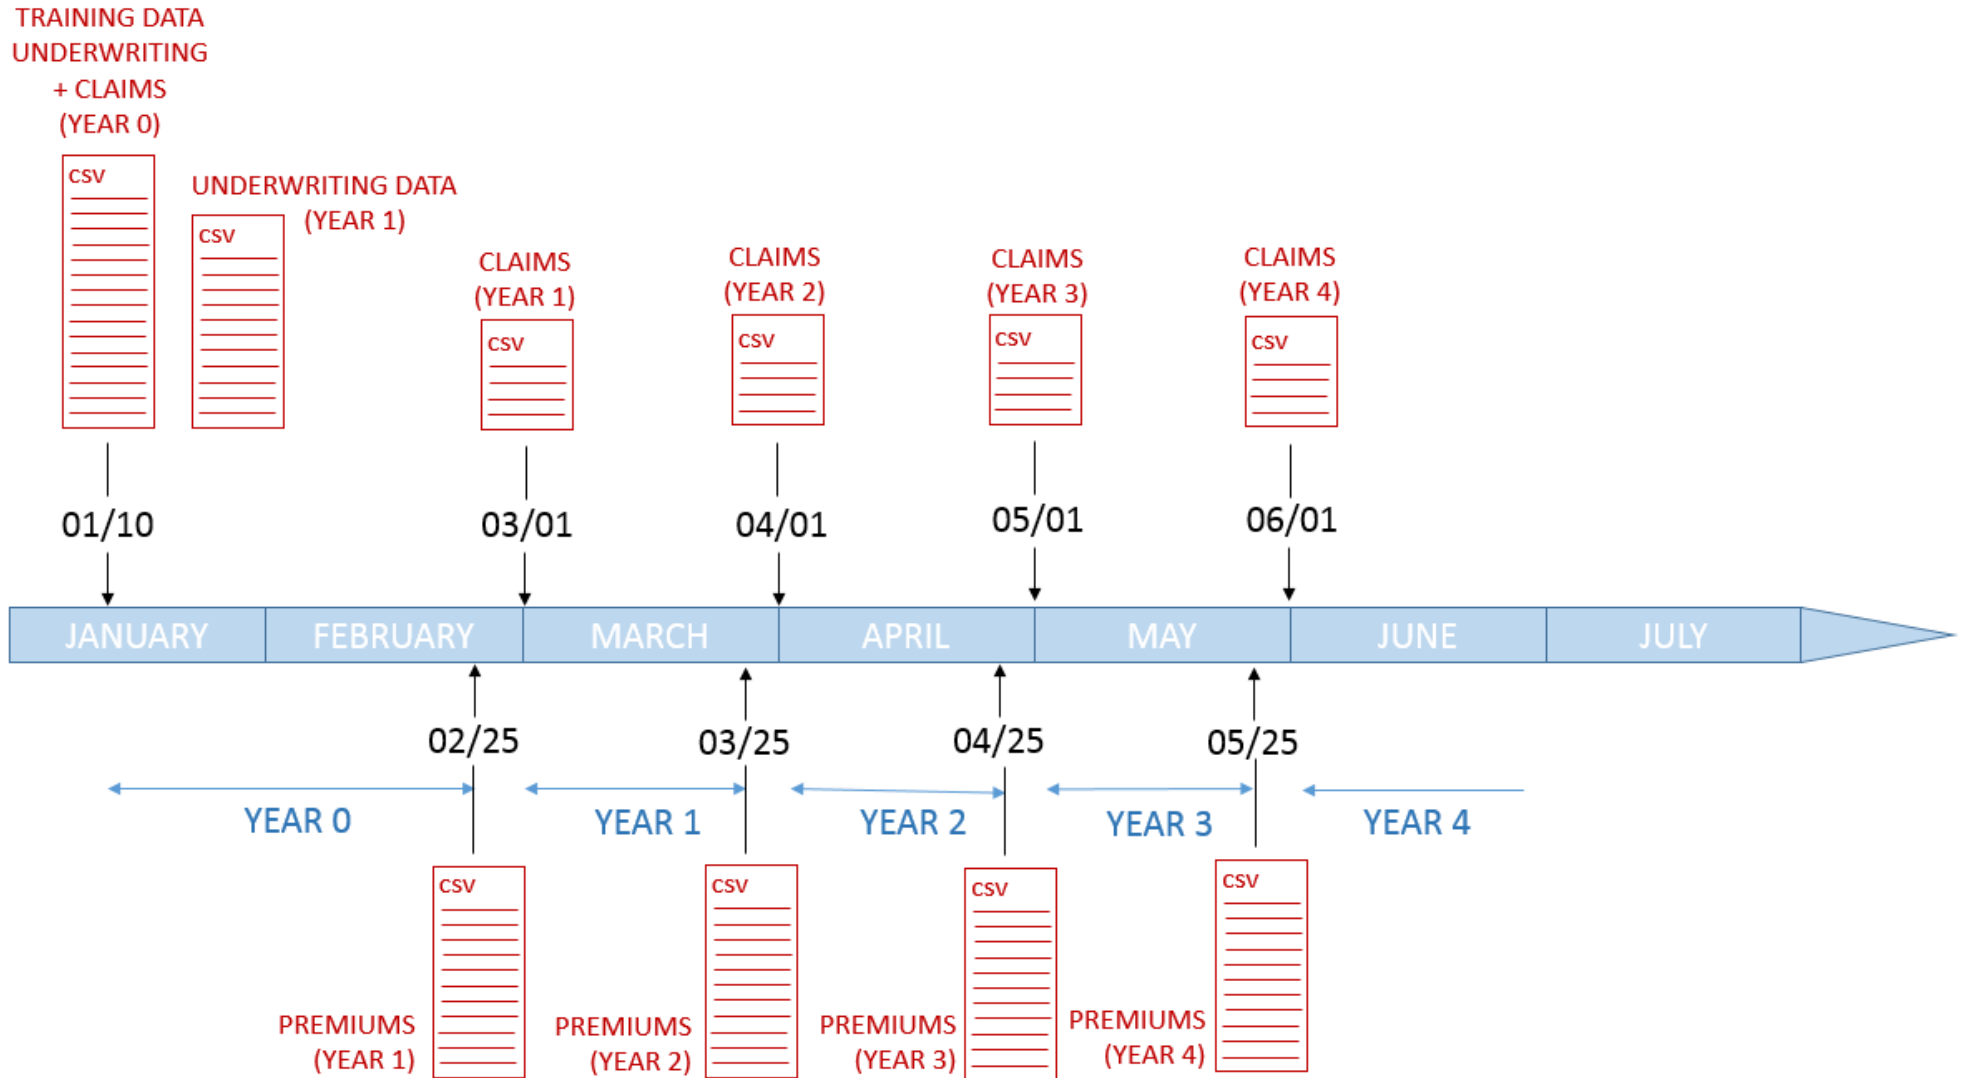 TRAINING DATA
UNDERWRITING
+ CLAIMS
(YEAR 0)
CSV
UNDERWRITING DATA
(YEAR 1)
CSV
CLAIMS
(YEAR 1)
CSV
CLAIMS
(YEAR 2)
CSV
CLAIMS
(YEAR 3)
CSV
CLAIMS
(YEAR 4)
CSV
01/10
03/01
04/01
05/01
06/01
JANUARY
FEBRUARY
MARCH
APRIL
MAY
JUNE
JULY
02/25
03/25
04/25
05/25
YEAR 0
YEAR 1
YEAR 2
YEAR 3
YEAR 4
CSV
PREMIUMS
(YEAR 1)
CSV
PREMIUMS
(YEAR 2)
CSV
PREMIUMS
(YEAR 3)
CSV
PREMIUMS
(YEAR 4)